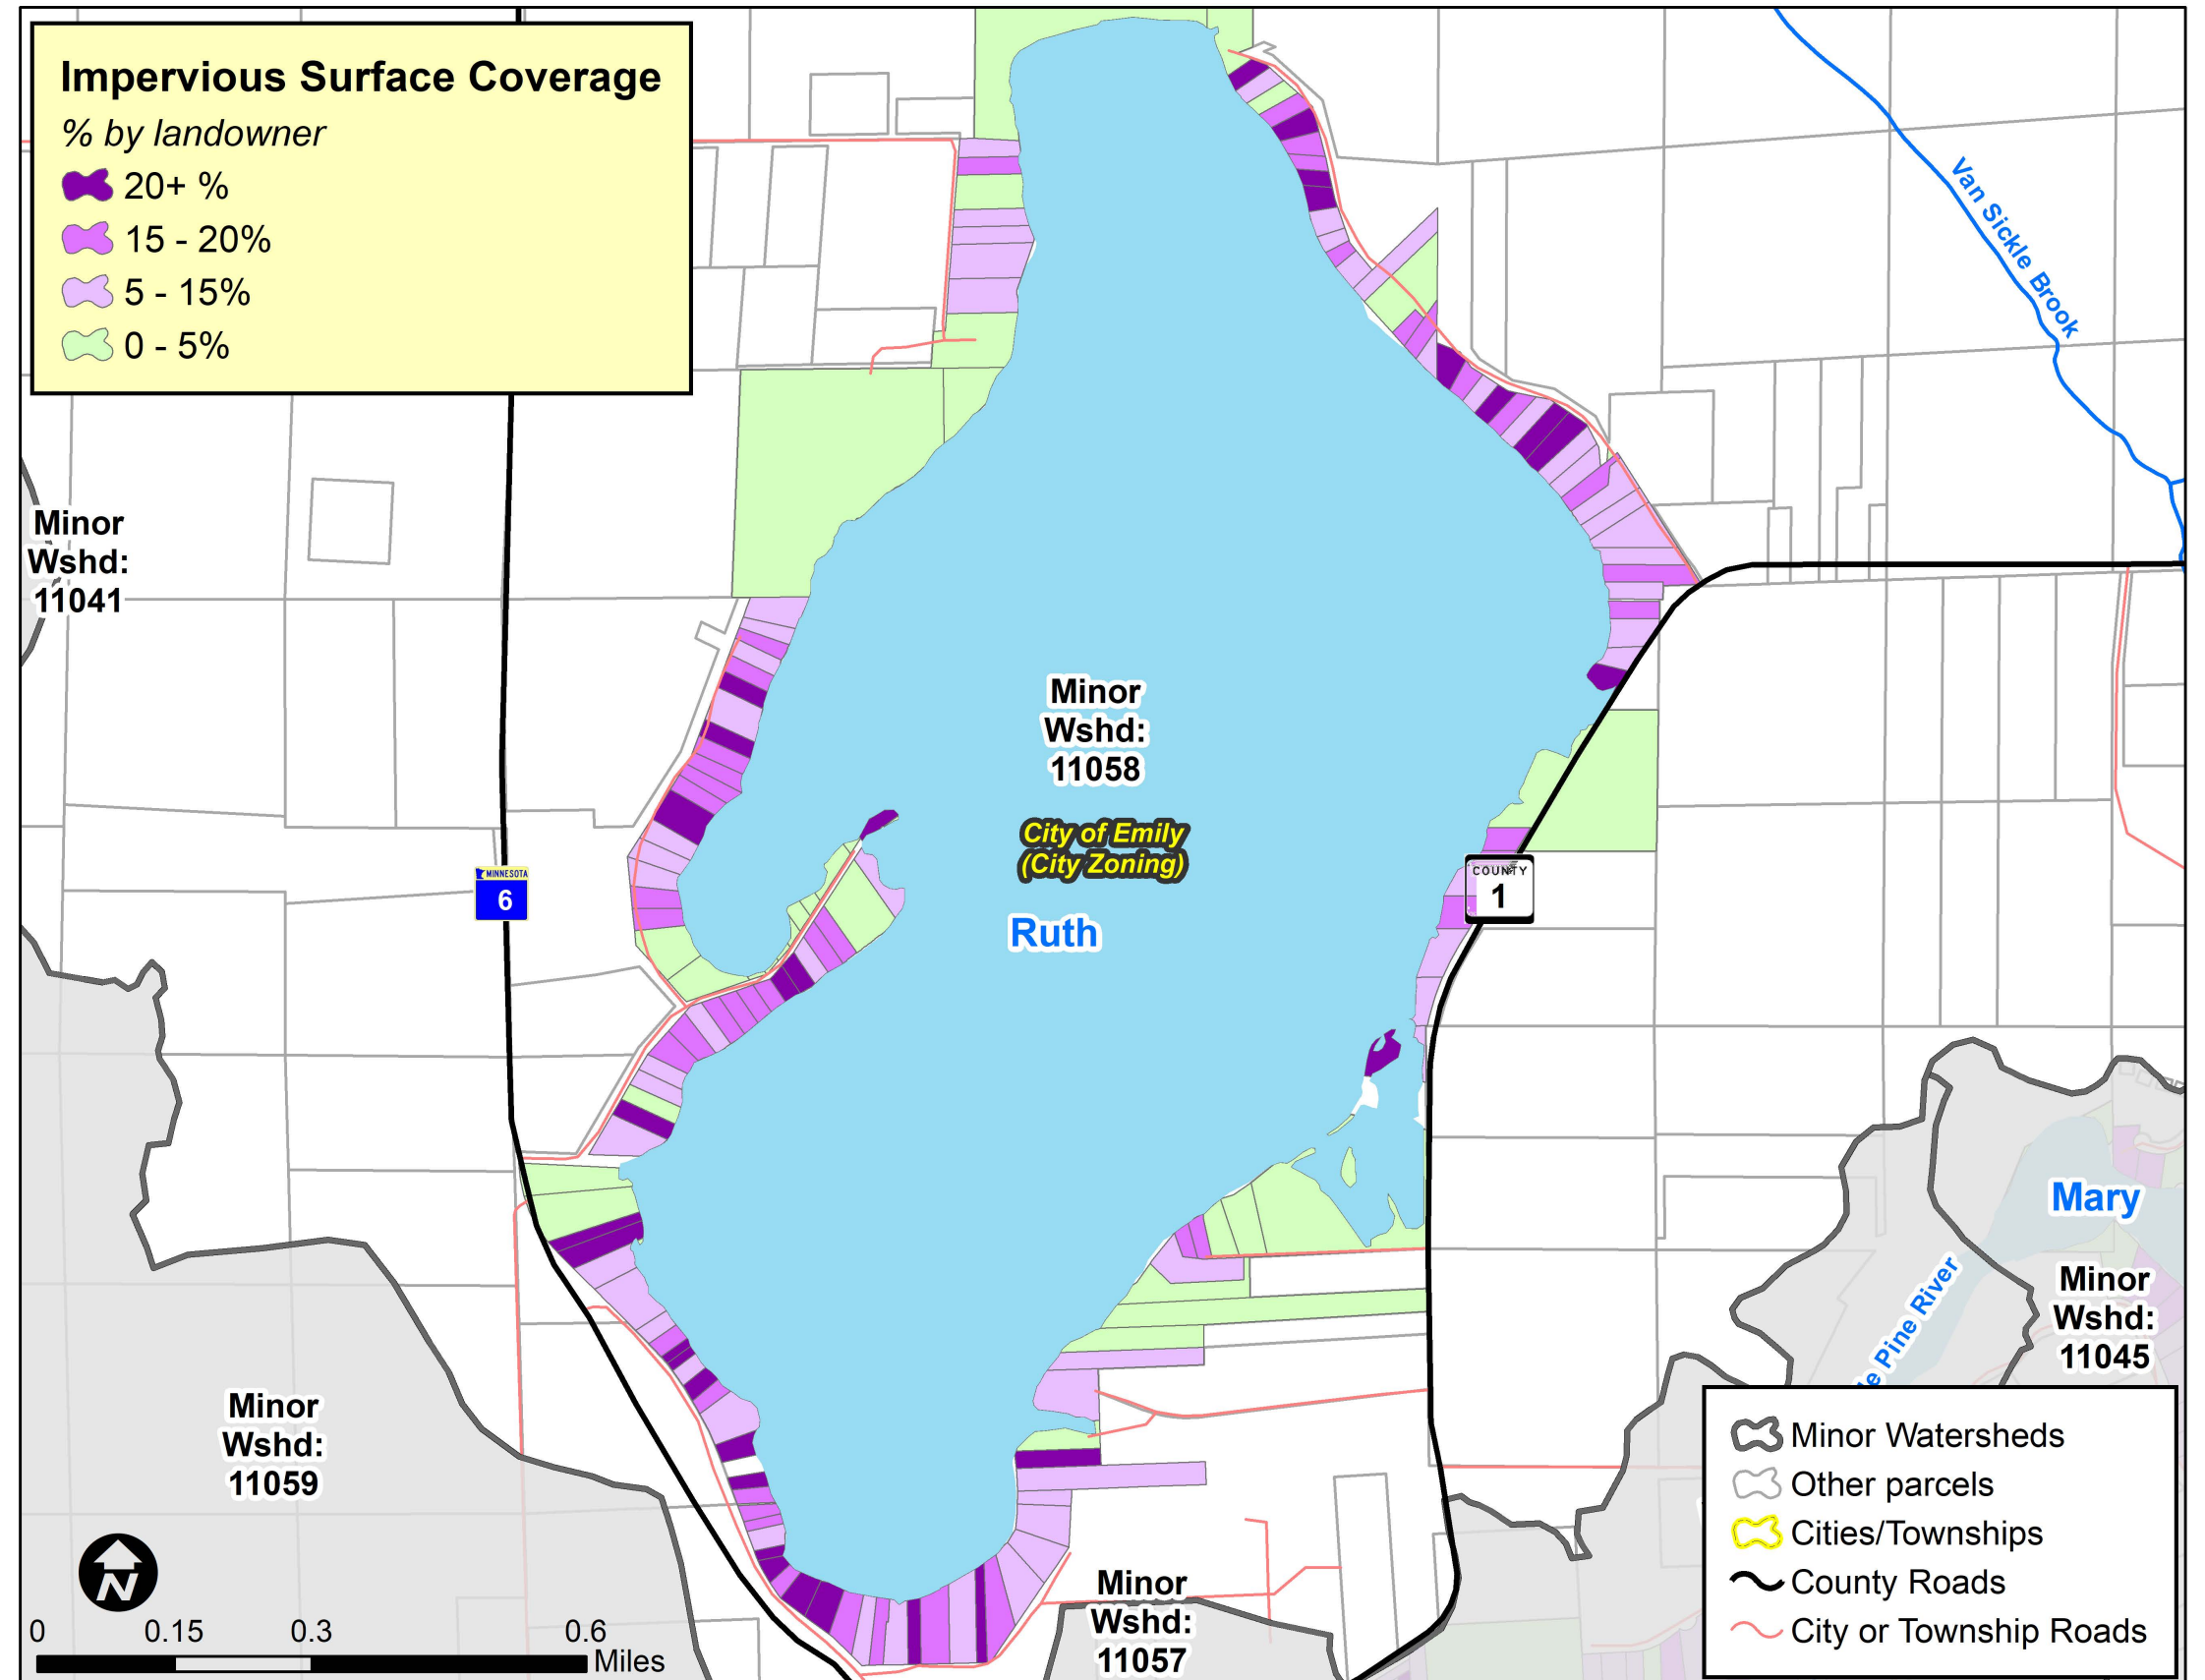 Impervious Surface Coverage
% by landowner
20+ %
15 - 20%
5 - 15%
0 - 5%
Van Sickle Brook
Minor
Wshd:
11041
Minor
Wshd:
11058
City of Emily
(City Zoning)
Ruth
MINNESOTA
6
COUNTY
1
Mary
Minor
Wshd:
11045
Pine River
Minor
Wshd:
11059
Minor
Wshd:
11057
N
0 0.15 0.3 0.6
Miles
Minor Watersheds
Other parcels
Cities/Townships
County Roads
City or Township Roads